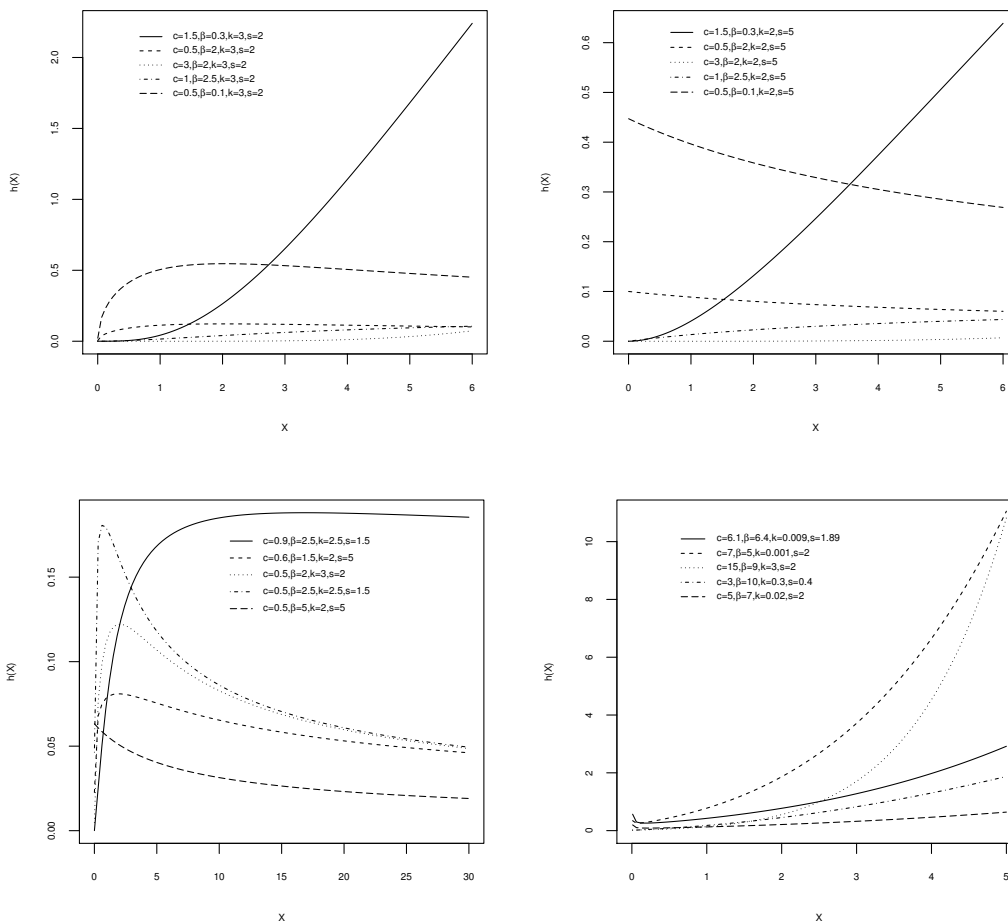 c=1.5,β=0.3,k=3,s=2
c=0.5,β=2,k=3,s=2
c=3,β=2,k=3,s=2
c=1,β=2.5,k=3,s=2
c=0.5,β=0.1,k=3,s=2
0.0 0.5 1.0 1.5 2.0
h(X)
0 1 2 3 4 5 6
X
c=1.5,β=0.3,k=2,s=5
c=0.5,β=2,k=2,s=5
c=3,β=2,k=2,s=5
c=1,β=2.5,k=2,s=5
c=0.5,β=0.1,k=2,s=5
0.0 0.1 0.2 0.3 0.4 0.5 0.6
h(X)
0 1 2 3 4 5 6
X
c=0.9,β=2.5,k=2.5,s=1.5
c=0.6,β=1.5,k=2,s=5
c=0.5,β=2,k=3,s=2
c=0.5,β=2.5,k=2.5,s=1.5
c=0.5,β=5,k=2,s=5
0.00 0.05 0.10 0.15
h(X)
0 5 10 15 20 25 30
X
c=6.1,β=6.4,k=0.009,s=1.89
c=7,β=5,k=0.001,s=2
c=15,β=9,k=3,s=2
c=3,β=10,k=0.3,s=0.4
c=5,β=7,k=0.02,s=2
0 2 4 6 8 10
h(X)
0 1 2 3 4 5
X